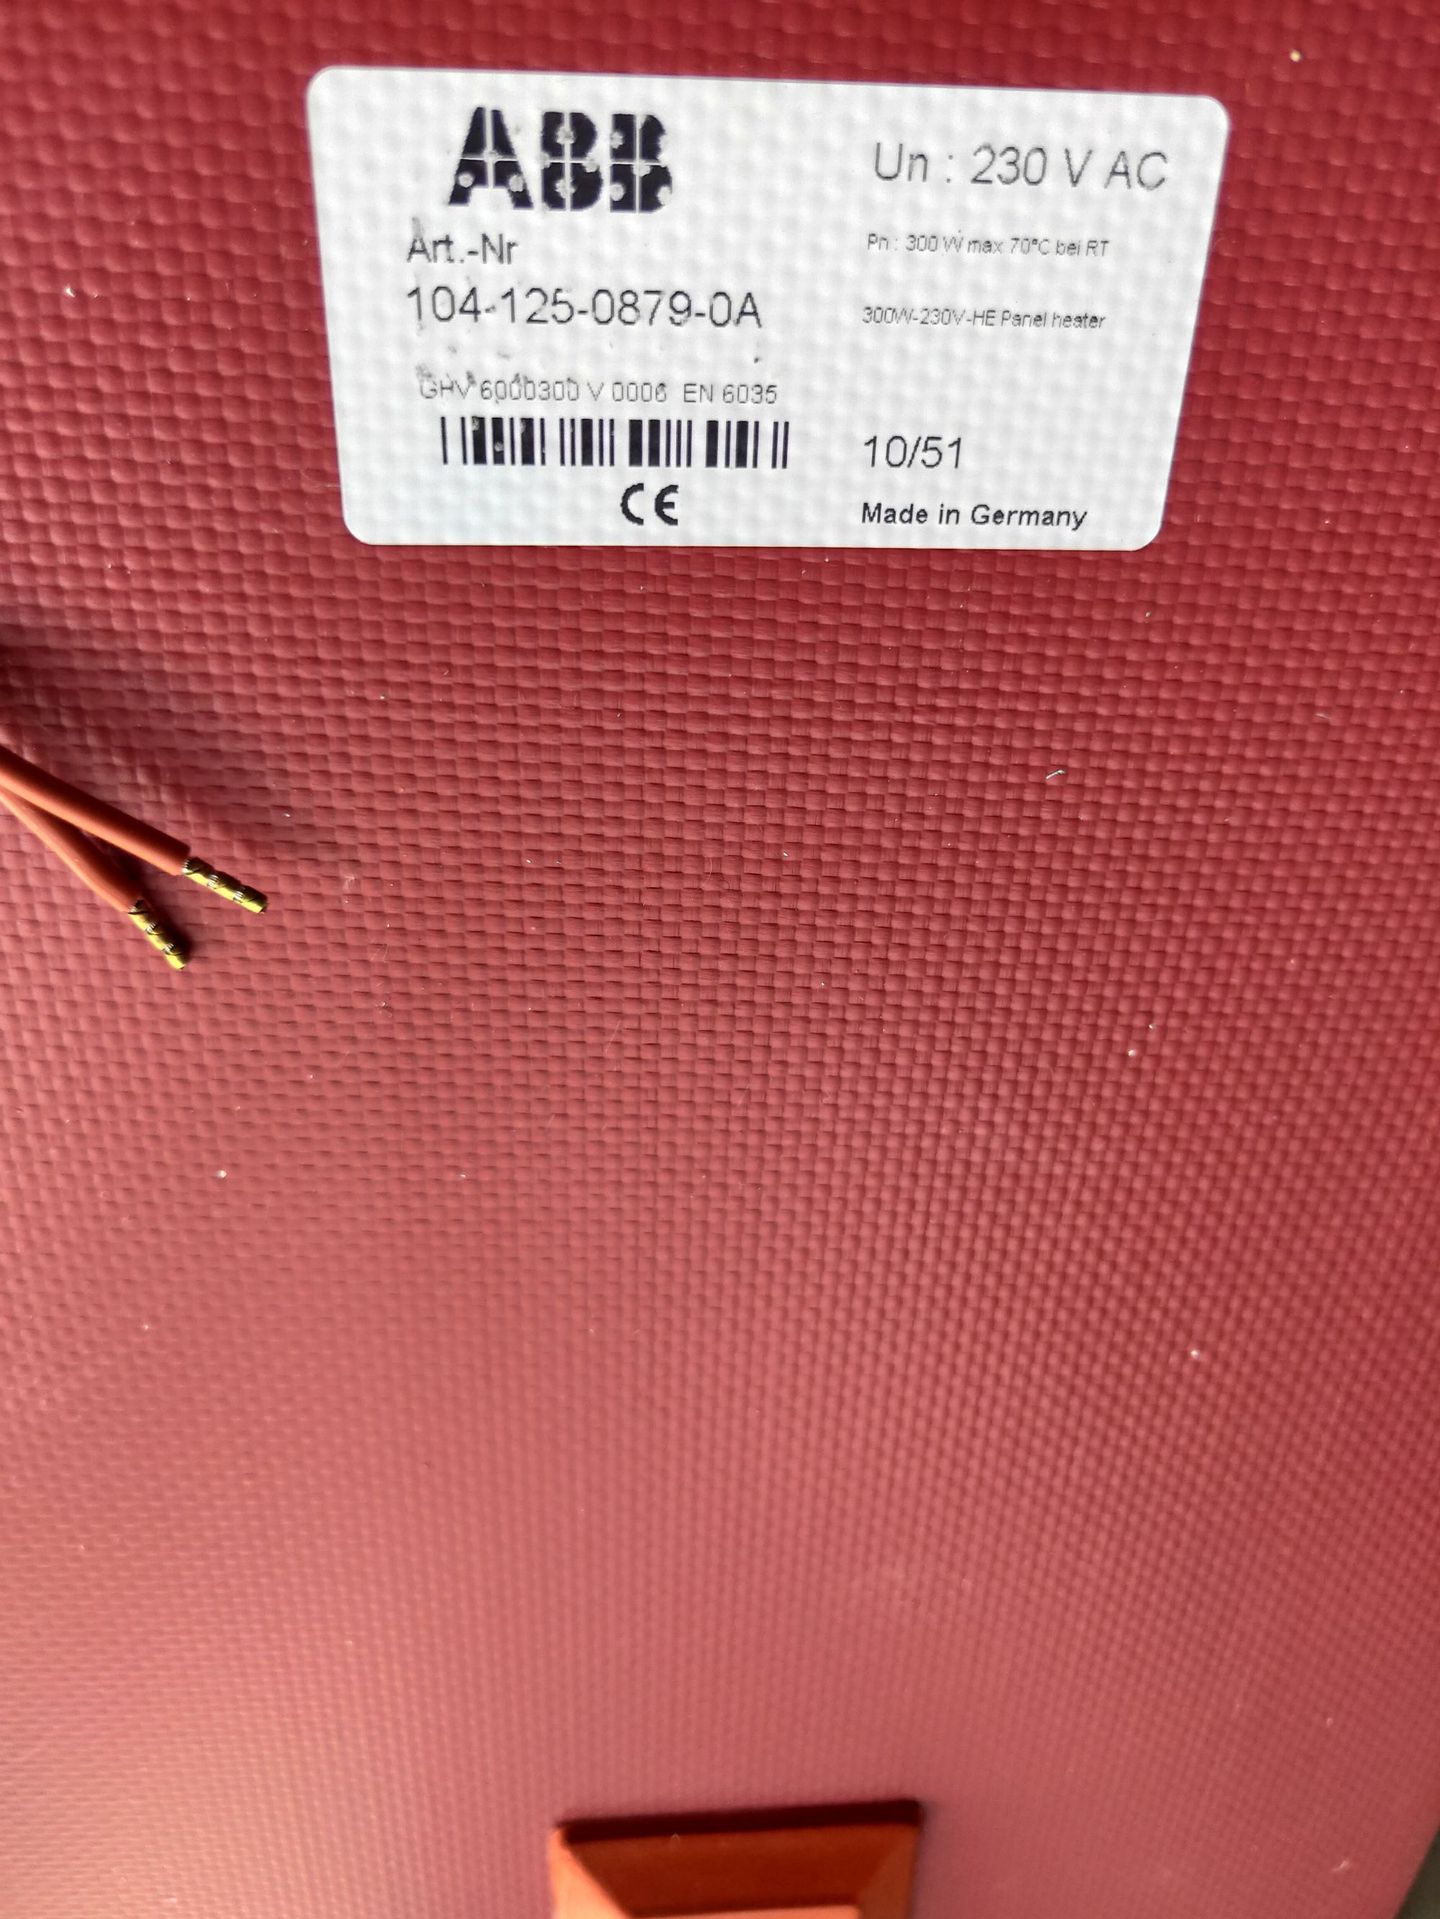 ABB
Art.-Nr
104-125-0879-0A
GHV 6000300 V 0006 EN 6035
CE
Un : 230 V AC
Pn : 300 W max 70°C bei RT
300W-230V-HE Panel heater
10/51
Made in Germany